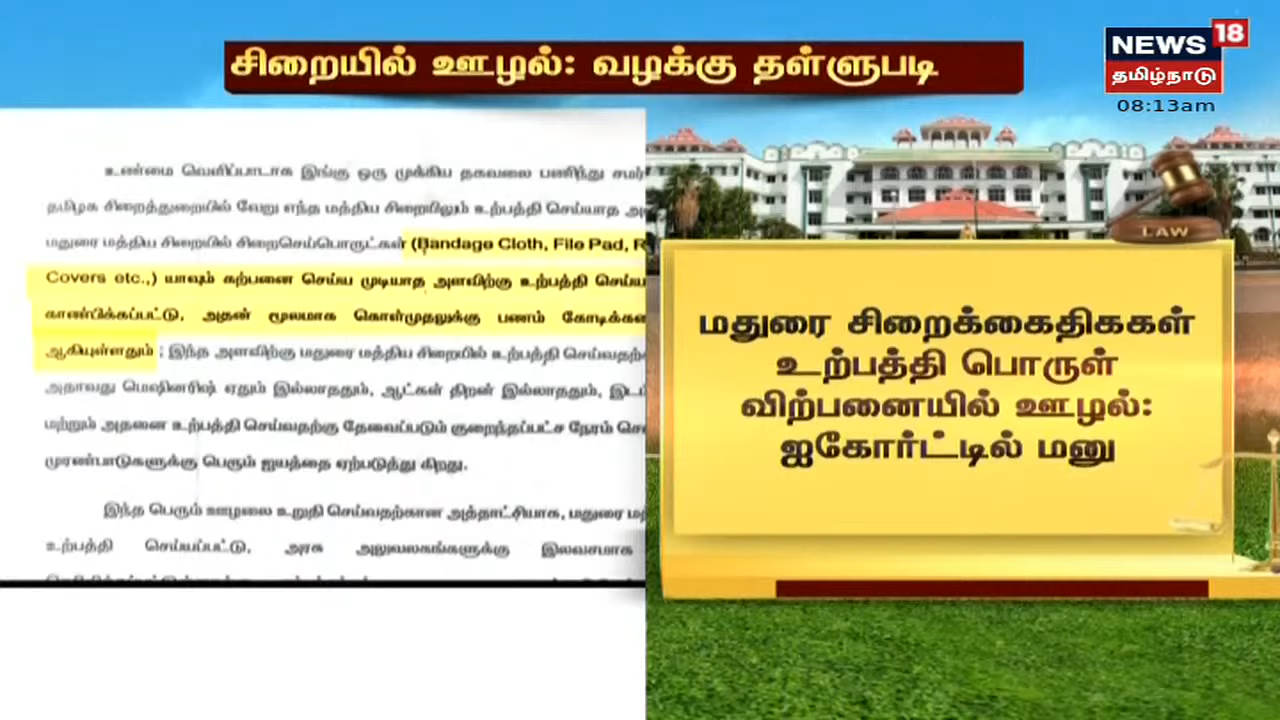 சிறையில் ஊழல்: வழக்கு தள்ளுபடி
NEWS 18
தமிழ்நாடு
08:13am
உண்மை வெளிப்பாடாக இங்கு ஒரு முக்கிய தகவலை பணிந்து சமர்
தமிழக சிறைத்துறையில் வேறு எந்த மத்திய சிறையிலும் உற்பத்தி செய்யாத
மதுரை மத்திய சிறையில் சிறைசெய்பொருட்கள் (Bandage Cloth, File Pad, R
Covers etc.,) யாவும் கற்பனை செய்ய முடியாத அளவிற்கு உற்பத்தி செய்ய
காண்பிக்கப்பட்டு, அதன் மூலமாக கொள்முதலுக்கு பணம் கோடிக்க
ஆகியுள்ளதும் ; இந்த அளவிற்கு மதுரை மத்திய சிறையில் உற்பத்தி செய்வதற்
அதாவது மெஷினரிஷ் ஏதும் இல்லாததும், ஆட்கள் திறன் இல்லாததும், இட
மற்றும் அதனை உற்பத்தி செய்வதற்கு தேவைப்படும் குறைந்தப்பட்ச நேரம்
முரண்பாடுகளுக்கு பெரும் ஐயத்தை ஏற்படுத்து கிறது.
இந்த பெரும் ஊழலை உறுதி செய்வதற்கான அத்தாட்சியாக, மதுரை
உற்பத்தி செய்யப்பட்டு, அரசு அலுவலகங்களுக்கு இலவசமாக
LAW
மதுரை சிறைக்கைதிககள்
உற்பத்தி பொருள்
விற்பனையில் ஊழல்:
ஐகோர்ட்டில் மனு